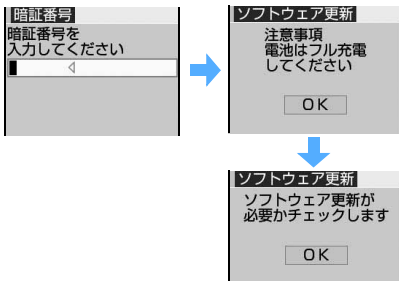 暗証番号
暗証番号を
入力してください
ソフトウェア更新
注意事項
電池はフル充電
してください
OK
ソフトウェア更新
ソフトウェア更新が
必要かチェックします
OK